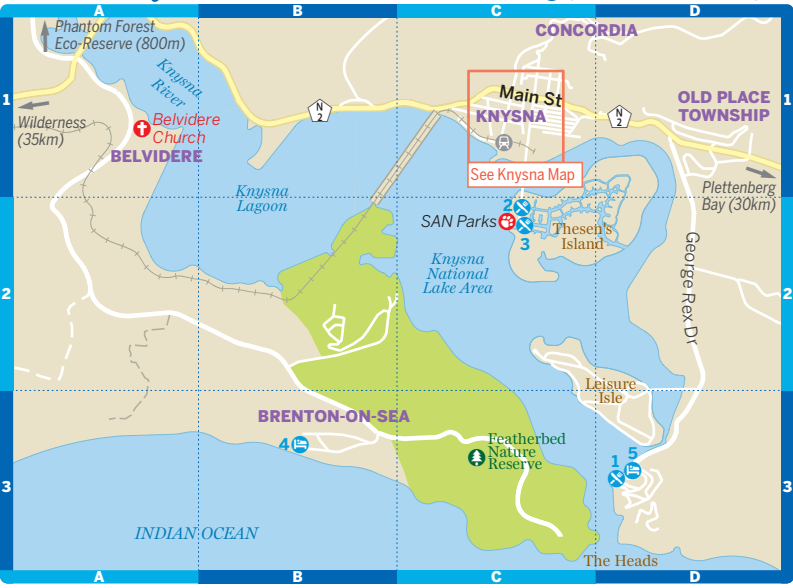 A
B
C
D
Phantom Forest
Eco-Reserve (800m)
CONCORDIA
Knysna
River
1
N
2
Main St
KNYSNA
N
2
OLD PLACE
TOWNSHIP
1
Wilderness
(35km)
Belvidere
Church
BELVIDERE
See Knysna Map
Plettenberg
Bay (30km)
Knysna
Lagoon
SAN Parks
2
3
Thesen's
Island
Knysna
National
Lake Area
George Rex Dr
2
2
Leisure
Isle
BRENTON-ON-SEA
4
Featherbed
Nature
Reserve
1
5
3
3
INDIAN OCEAN
The Heads
A
B
C
D